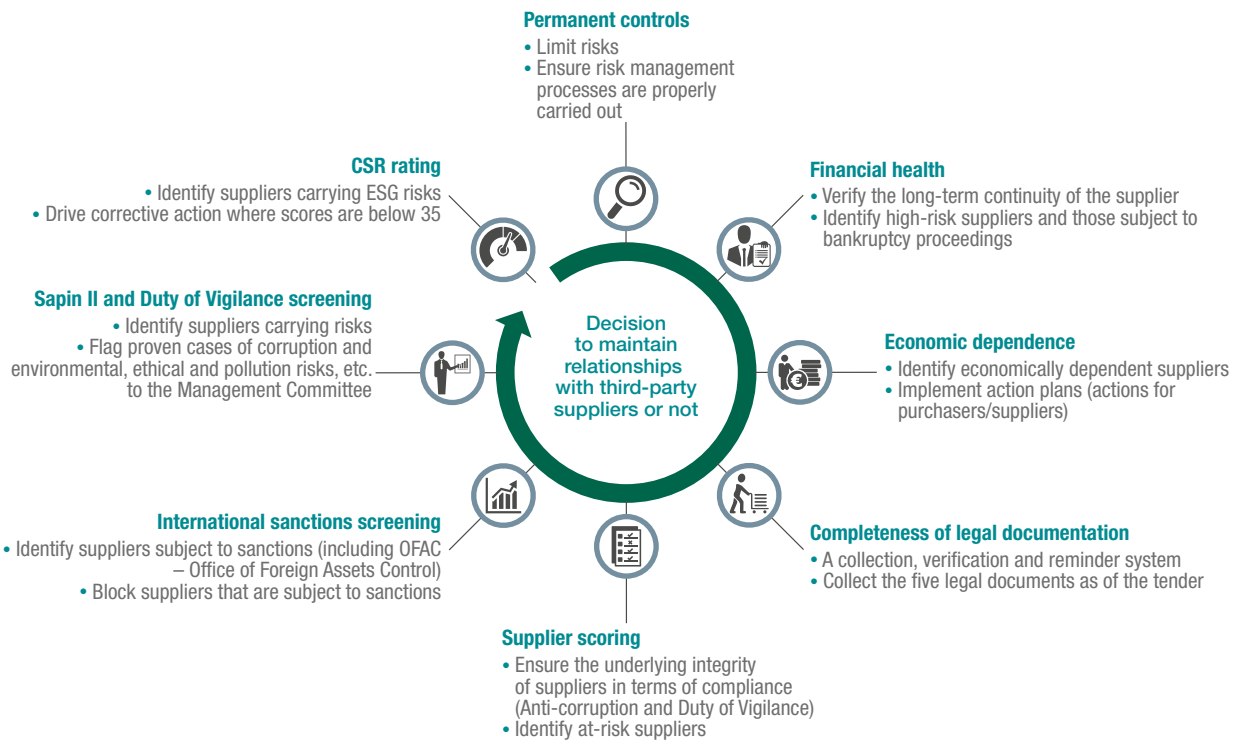 Permanent controls
• Limit risks
• Ensure risk management
processes are properly
carried out
Financial health
• Verify the long-term continuity of the supplier
• Identify high-risk suppliers and those subject to
bankruptcy proceedings
Economic dependence
• Identify economically dependent suppliers
• Implement action plans (actions for
purchasers/suppliers)
Completeness of legal documentation
• A collection, verification and reminder system
• Collect the five legal documents as of the tender
Supplier scoring
• Ensure the underlying integrity
of suppliers in terms of compliance
(Anti-corruption and Duty of Vigilance)
• Identify at-risk suppliers
International sanctions screening
• Identify suppliers subject to sanctions (including OFAC
– Office of Foreign Assets Control)
• Block suppliers that are subject to sanctions
Sapin II and Duty of Vigilance screening
• Identify suppliers carrying risks
• Flag proven cases of corruption and
environmental, ethical and pollution risks, etc.
to the Management Committee
CSR rating
• Identify suppliers carrying ESG risks
• Drive corrective action where scores are below 35
Decision
to maintain
relationships
with third-party
suppliers or not